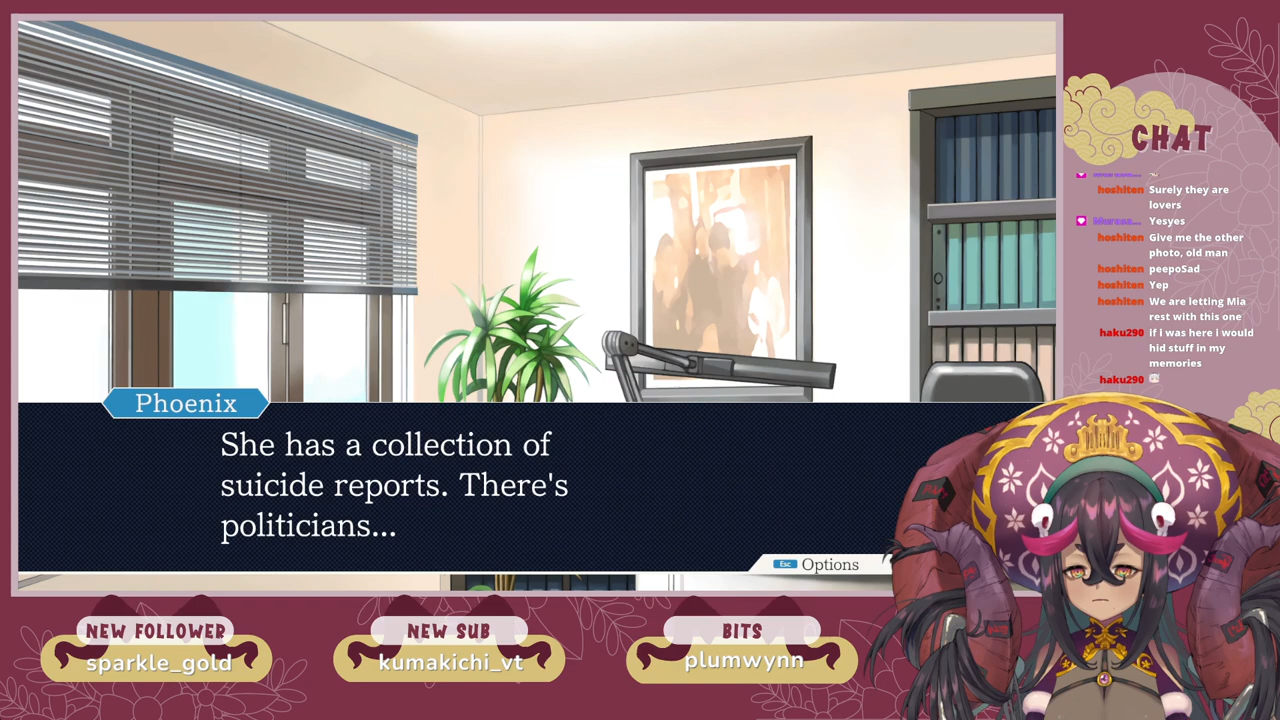 CHAT
hoshiten Surely they are
lovers
Yesyes
hoshiten Give me the other
photo, old man
hoshiten peepoSad
hoshiten Yep
hoshiten We are letting Mia
rest with this one
haku290 if i was here i would
hid stuff in my
memories
haku290
Phoenix
She has a collection of
suicide reports. There's
politicians...
Esc Options
NEW FOLLOWER
sparkle_gold
NEW SUB
kumakichi_vt
BITS
plumwynn